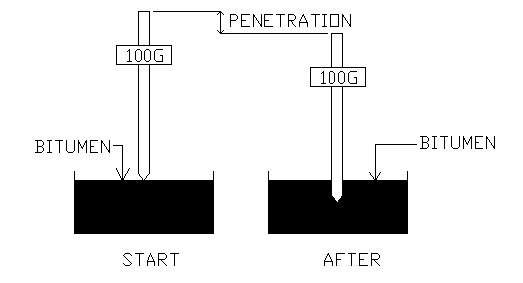 PENETRATION
100G
100G
BITUMEN
BITUMEN
START
AFTER